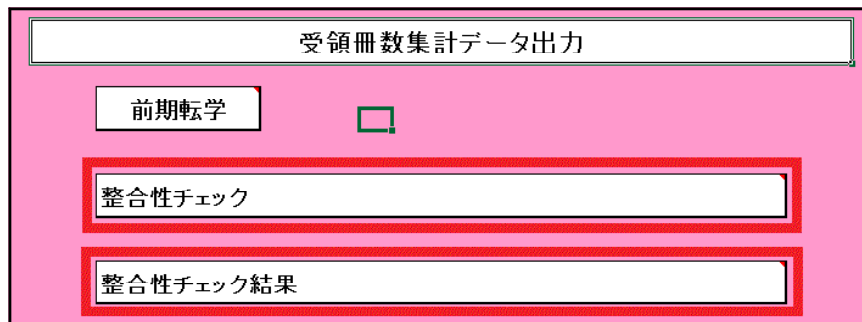 受領冊数集計データ出力
前期転学
整合性チェック
整合性チェック結果